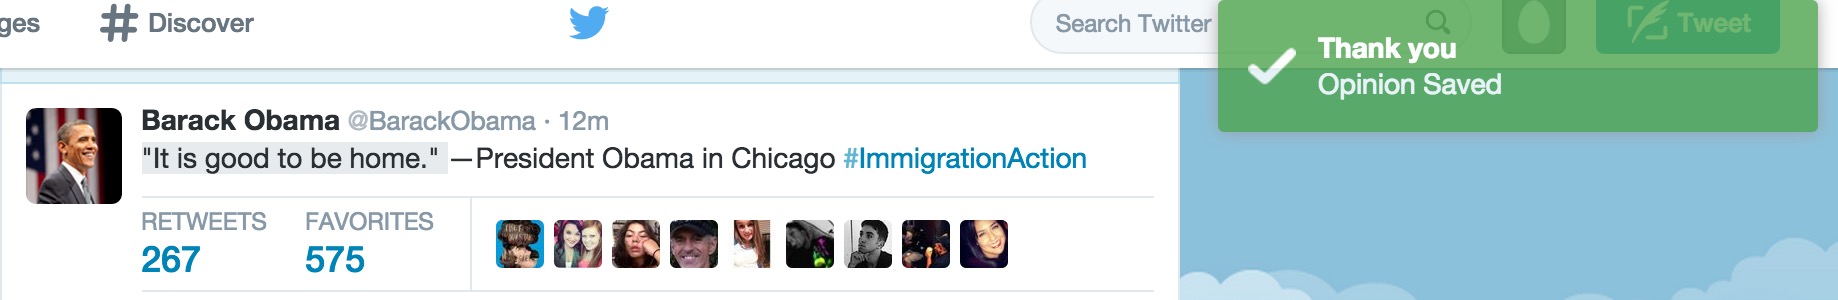 ges
# Discover
Search Twitter
Tweet
Thank you
Opinion Saved
Barack Obama @BarackObama · 12m
"It is good to be home." —President Obama in Chicago #ImmigrationAction
RETWEETS FAVORITES
267 575